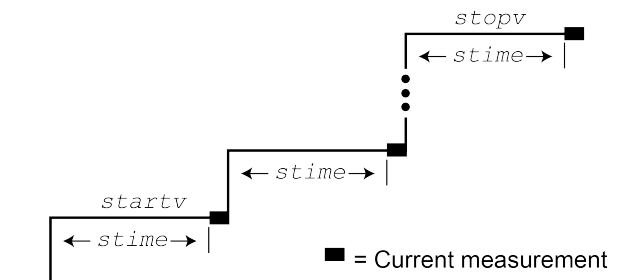 stopv
stime
stime
startv
stime
= Current measurement